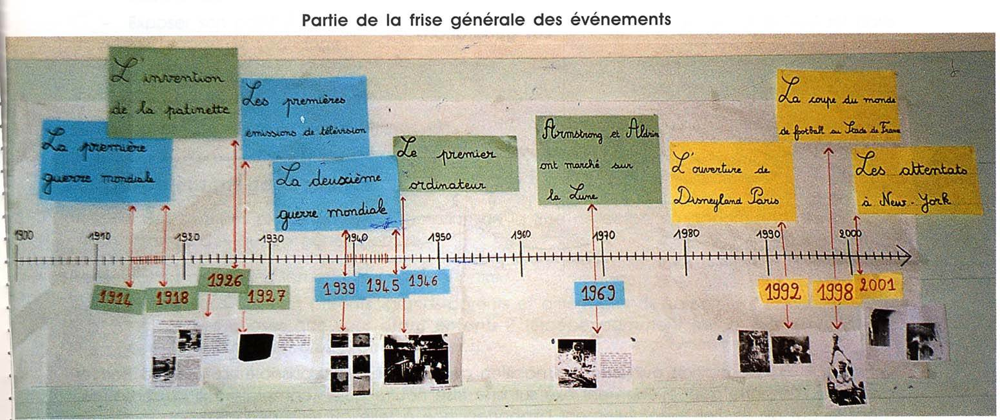 Partie de la frise générale des événements
L'invention
de la patinette
Les premières
émissions de télévision
La première
guerre mondiale
La deuxième
guerre mondiale
Le premier
ordinateur
Armstrong et Aldrin
ont marché sur
la Lune
L'ouverture de
Disneyland Paris
La coupe du monde
de football au Stade de France
Les attentats
à New-York
1900 1910 1920 1930 1940 1950 1960 1970 1980 1990 2000
1914 1918 1926 1927 1939 1945 1946 1969 1992 1998 2001